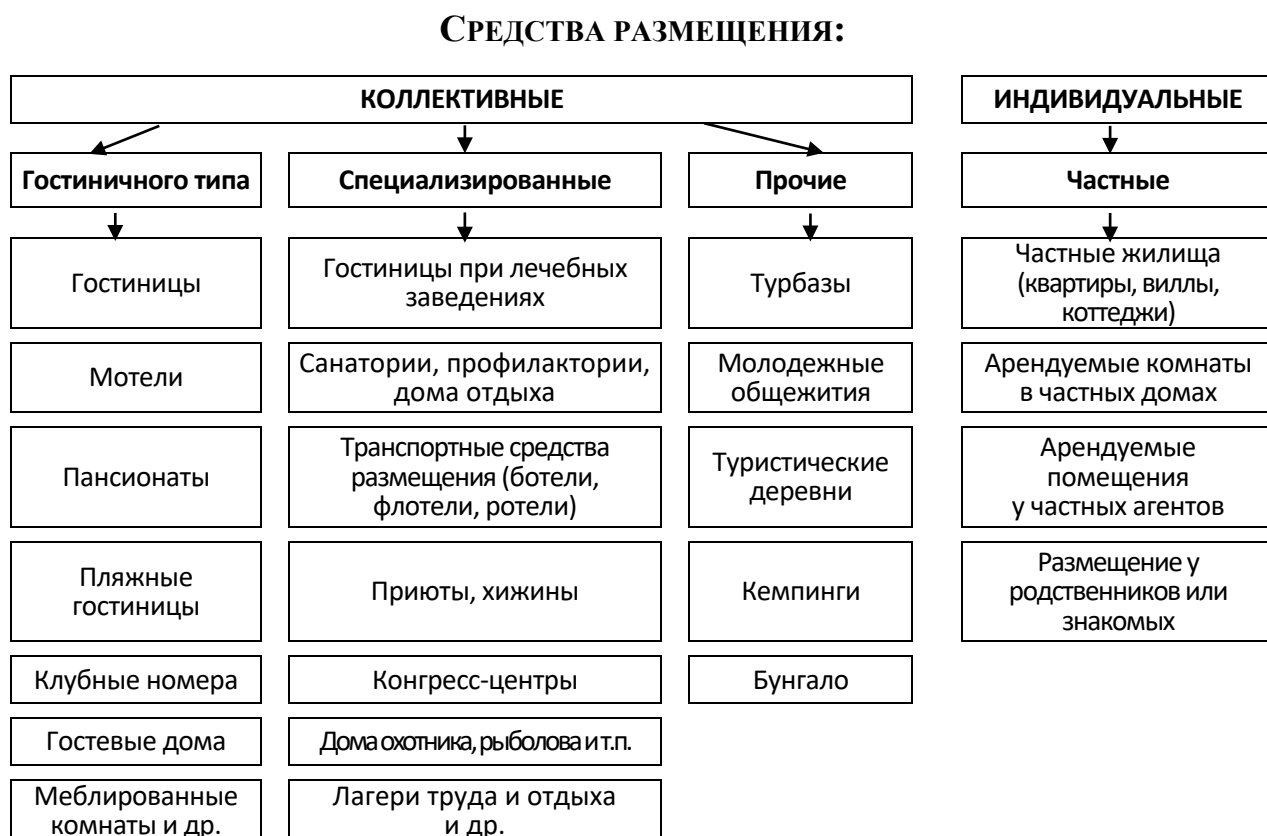 СРЕДСТВА РАЗМЕЩЕНИЯ:
КОЛЛЕКТИВНЫЕ
ИНДИВИДУАЛЬНЫЕ
Гостиничного типа
Специализированные
Прочие
Частные
Гостиницы
Гостиницы при лечебных
заведениях
Турбазы
Частные жилища
(квартиры, виллы,
коттеджи)
Мотели
Санатории, профилактории,
дома отдыха
Молодежные
общежития
Арендуемые комнаты
в частных домах
Пансионаты
Транспортные средства
размещения (ботели,
флотели, ротели)
Туристические
деревни
Арендуемые
помещения
у частных агентов
Пляжные
гостиницы
Приюты, хижины
Кемпинги
Размещение у
родственников или
знакомых
Клубные номера
Конгресс-центры
Бунгало
Гостевые дома
Дома охотника, рыболова и т.п.
Меблированные
комнаты и др.
Лагери труда и отдыха
и др.